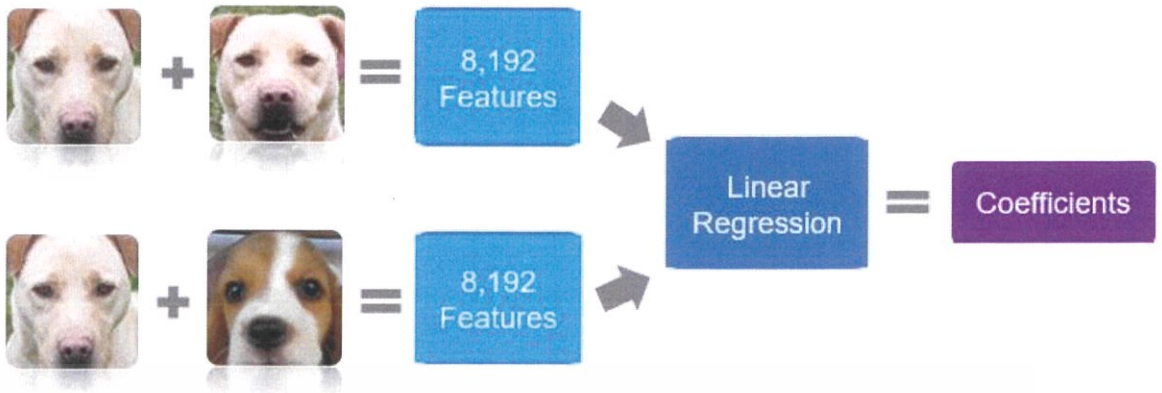 8,192
Features
Linear
Regression
Coefficients
8,192
Features